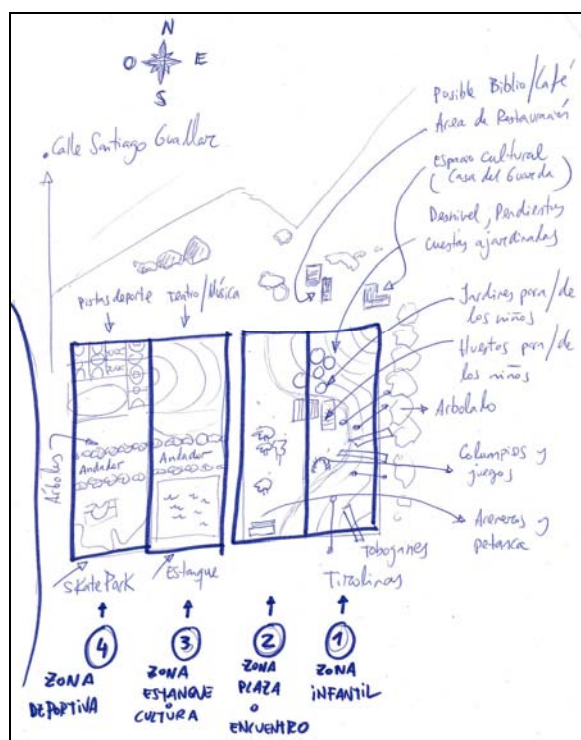 N
O E
S
Posible Biblio/Café
Área de Restauración
.Calle Santiago Guallar
espacio Cultural
(Casa del Guarda)
Desnivel, Pendientes
Cuestas ajardinadas
Pistas deporte
Teatro/Música
Jardines para/de
los niños
Huertos para/de
los niños
Arbolado
Árboles
Andador
Andador
Columpios y
juegos
Areneros y
petanca
Toboganes
Skate Park
Estanque
Tirolinas
4
3
2
1
ZONA
DEPORTIVA
ZONA
ESTANQUE
o
CULTURA
ZONA
PLAZA
O
ENCUENTRO
ZONA
INFANTIL